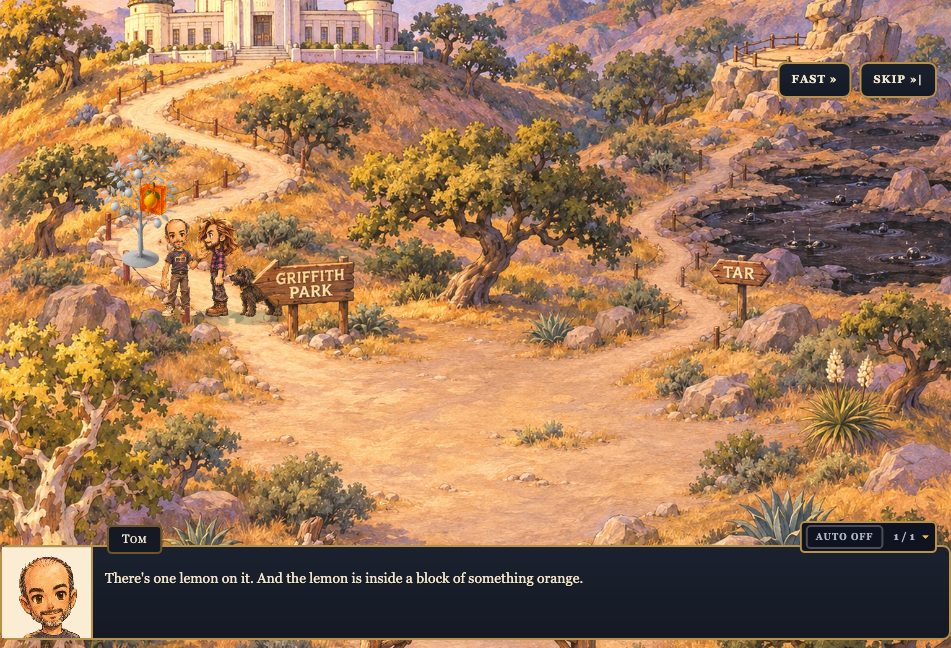 FAST »
SKIP »|
GRIFFITH
PARK
TAR
TOM
AUTO OFF
1 / 1
There's one lemon on it. And the lemon is inside a block of something orange.